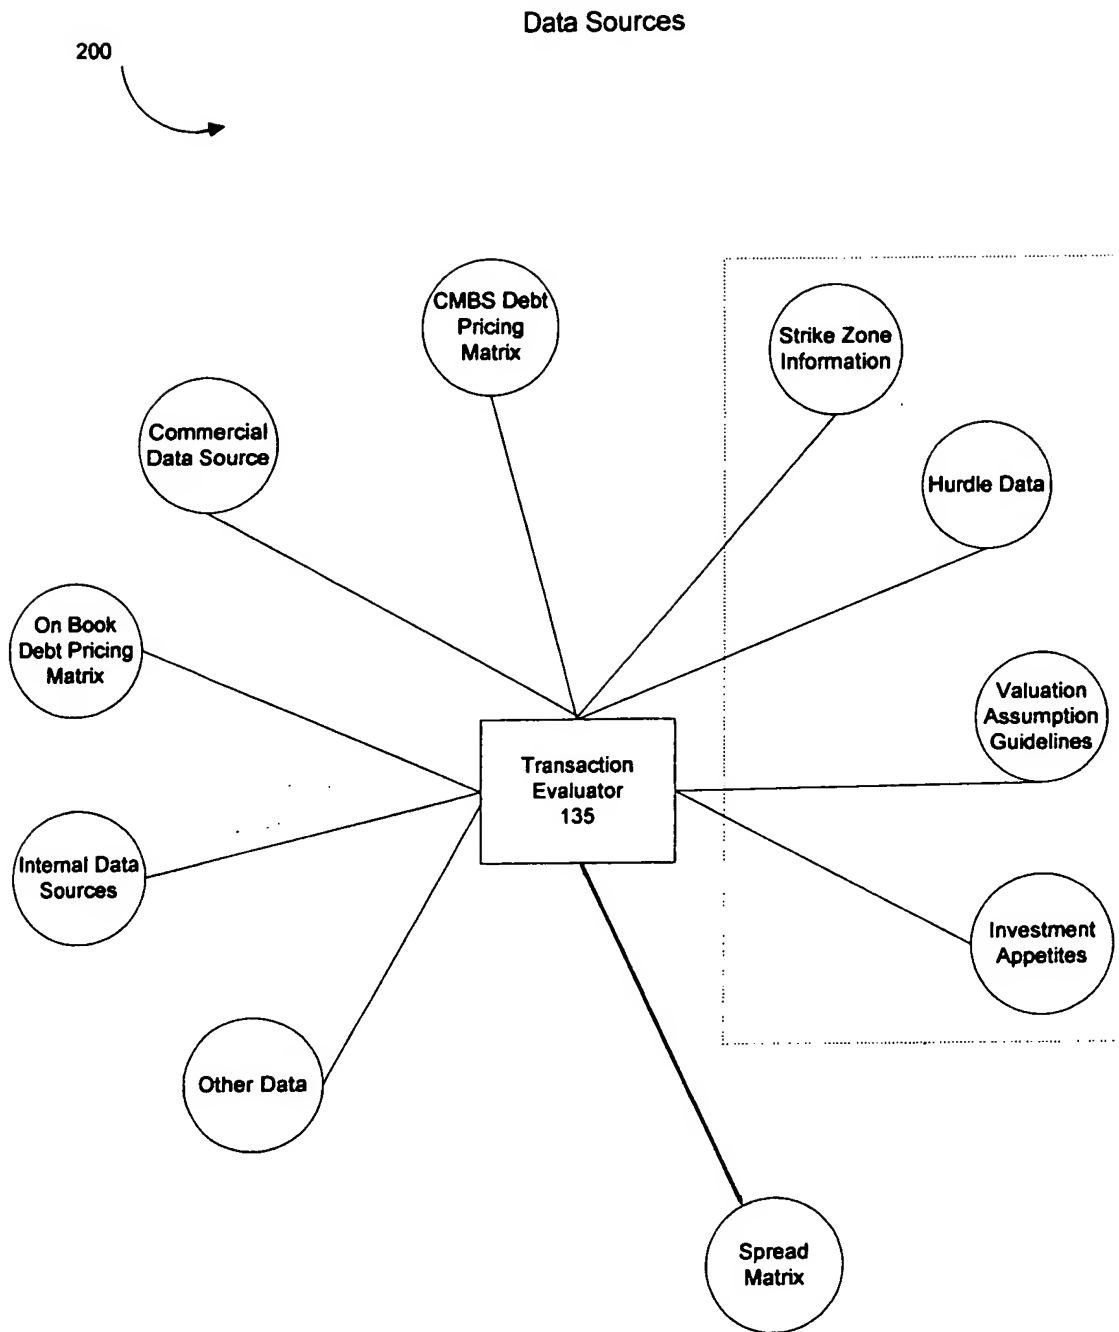 Data Sources
200
CMBS Debt
Pricing
Matrix
Strike Zone
Information
Commercial
Data Source
Hurdle Data
On Book
Debt Pricing
Matrix
Valuation
Assumption
Guidelines
Transaction
Evaluator
135
Internal Data
Sources
Investment
Appetites
Other Data
Spread
Matrix